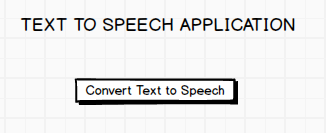 TEXT TO SPEECH APPLICATION
Convert Text to Speech